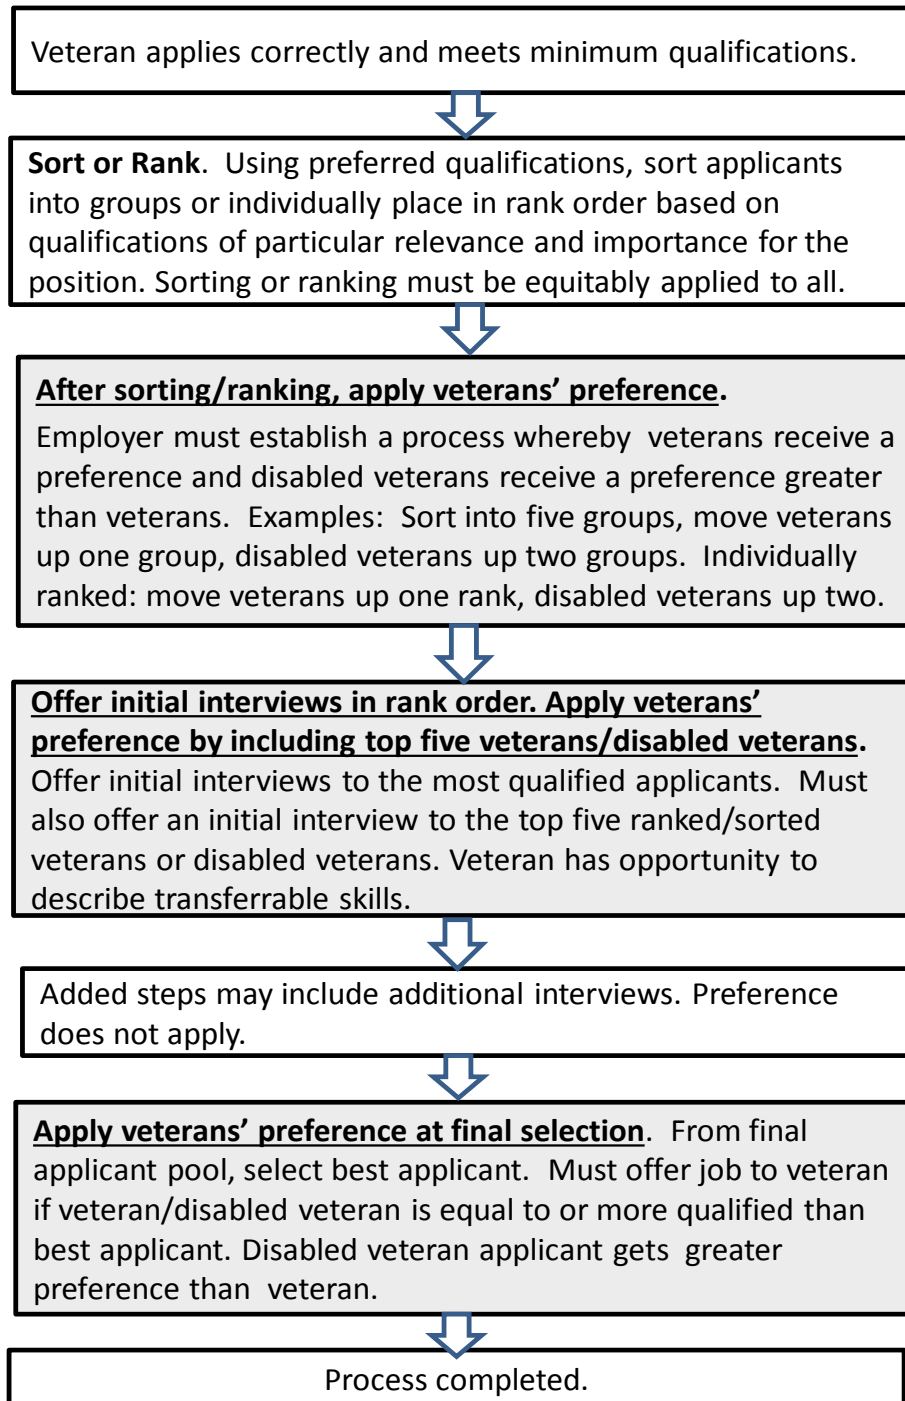 Veteran applies correctly and meets minimum qualifications.
Sort or Rank.  Using preferred qualifications, sort applicants
into groups or individually place in rank order based on
qualifications of particular relevance and importance for the
position. Sorting or ranking must be equitably applied to all.
After sorting/ranking, apply veterans’ preference.
Employer must establish a process whereby  veterans receive a
preference and disabled veterans receive a preference greater
than veterans.  Examples:  Sort into five groups, move veterans
up one group, disabled veterans up two groups.  Individually
ranked: move veterans up one rank, disabled veterans up two.
Offer initial interviews in rank order. Apply veterans’
preference by including top five veterans/disabled veterans.
Offer initial interviews to the most qualified applicants.  Must
also offer an initial interview to the top five ranked/sorted
veterans or disabled veterans. Veteran has opportunity to
describe transferrable skills.
Added steps may include additional interviews. Preference
does not apply.
Apply veterans’ preference at final selection.  From final
applicant pool, select best applicant.  Must offer job to veteran
if veteran/disabled veteran is equal to or more qualified than
best applicant. Disabled veteran applicant gets  greater
preference than  veteran.
Process completed.